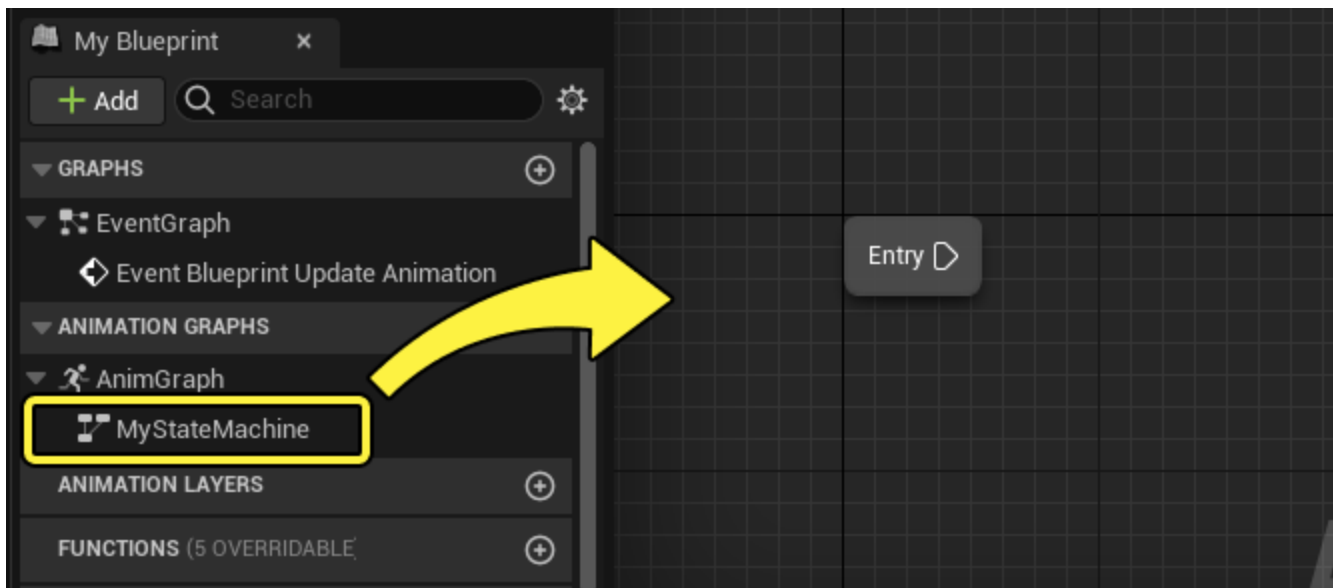 My Blueprint
Add
Search
GRAPHS
EventGraph
Event Blueprint Update Animation
ANIMATION GRAPHS
AnimGraph
MyStateMachine
ANIMATION LAYERS
FUNCTIONS (5 OVERRIDABLE
Entry